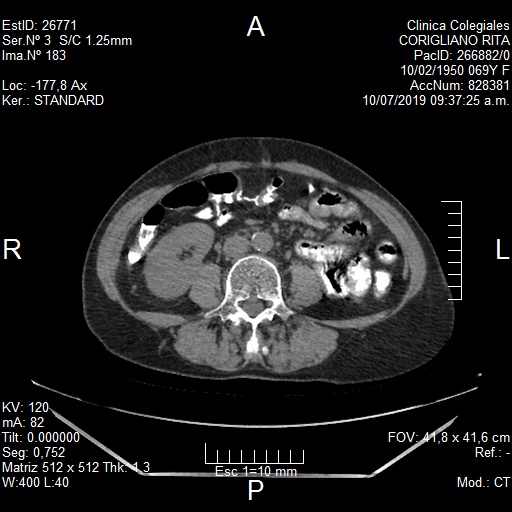 EstID: 26771
Ser.Nº 3 S/C 1.25mm
Ima.Nº 183
Loc: -177,8 Ax
Ker.: STANDARD
A
Clinica Colegiales
CORIGLIANO RITA
PacID: 266882/0
10/02/1950 069Y F
AccNum: 828381
10/07/2019 09:37:25 a.m.
R
L
KV: 120
mA: 82
Tilt: 0.000000
Seg: 0,752
Matriz 512 x 512 Thk: 1.3
W:400 L:40
Esc 1=10 mm
P
FOV: 41,8 x 41,6 cm
Ref.: -
Mod.: CT